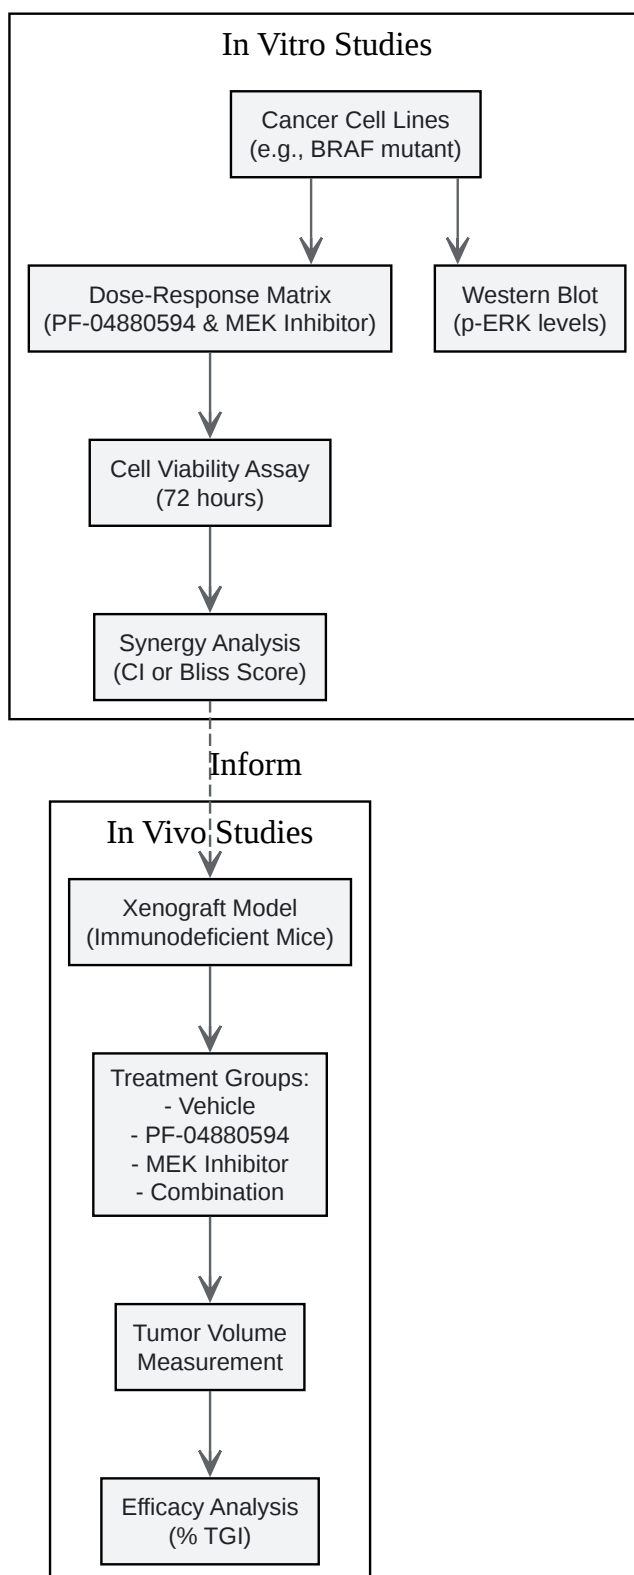 In Vitro Studies
Cancer Cell Lines
(e.g., BRAF mutant)
Dose-Response Matrix
(PF-04880594 & MEK Inhibitor)
Western Blot
(p-ERK levels)
Cell Viability Assay
(72 hours)
Synergy Analysis
(CI or Bliss Score)
Inform
In Vivo Studies
Xenograft Model
(Immunodeficient Mice)
Treatment Groups:
- Vehicle
- PF-04880594
- MEK Inhibitor
- Combination
Tumor Volume
Measurement
Efficacy Analysis
(% TGI)